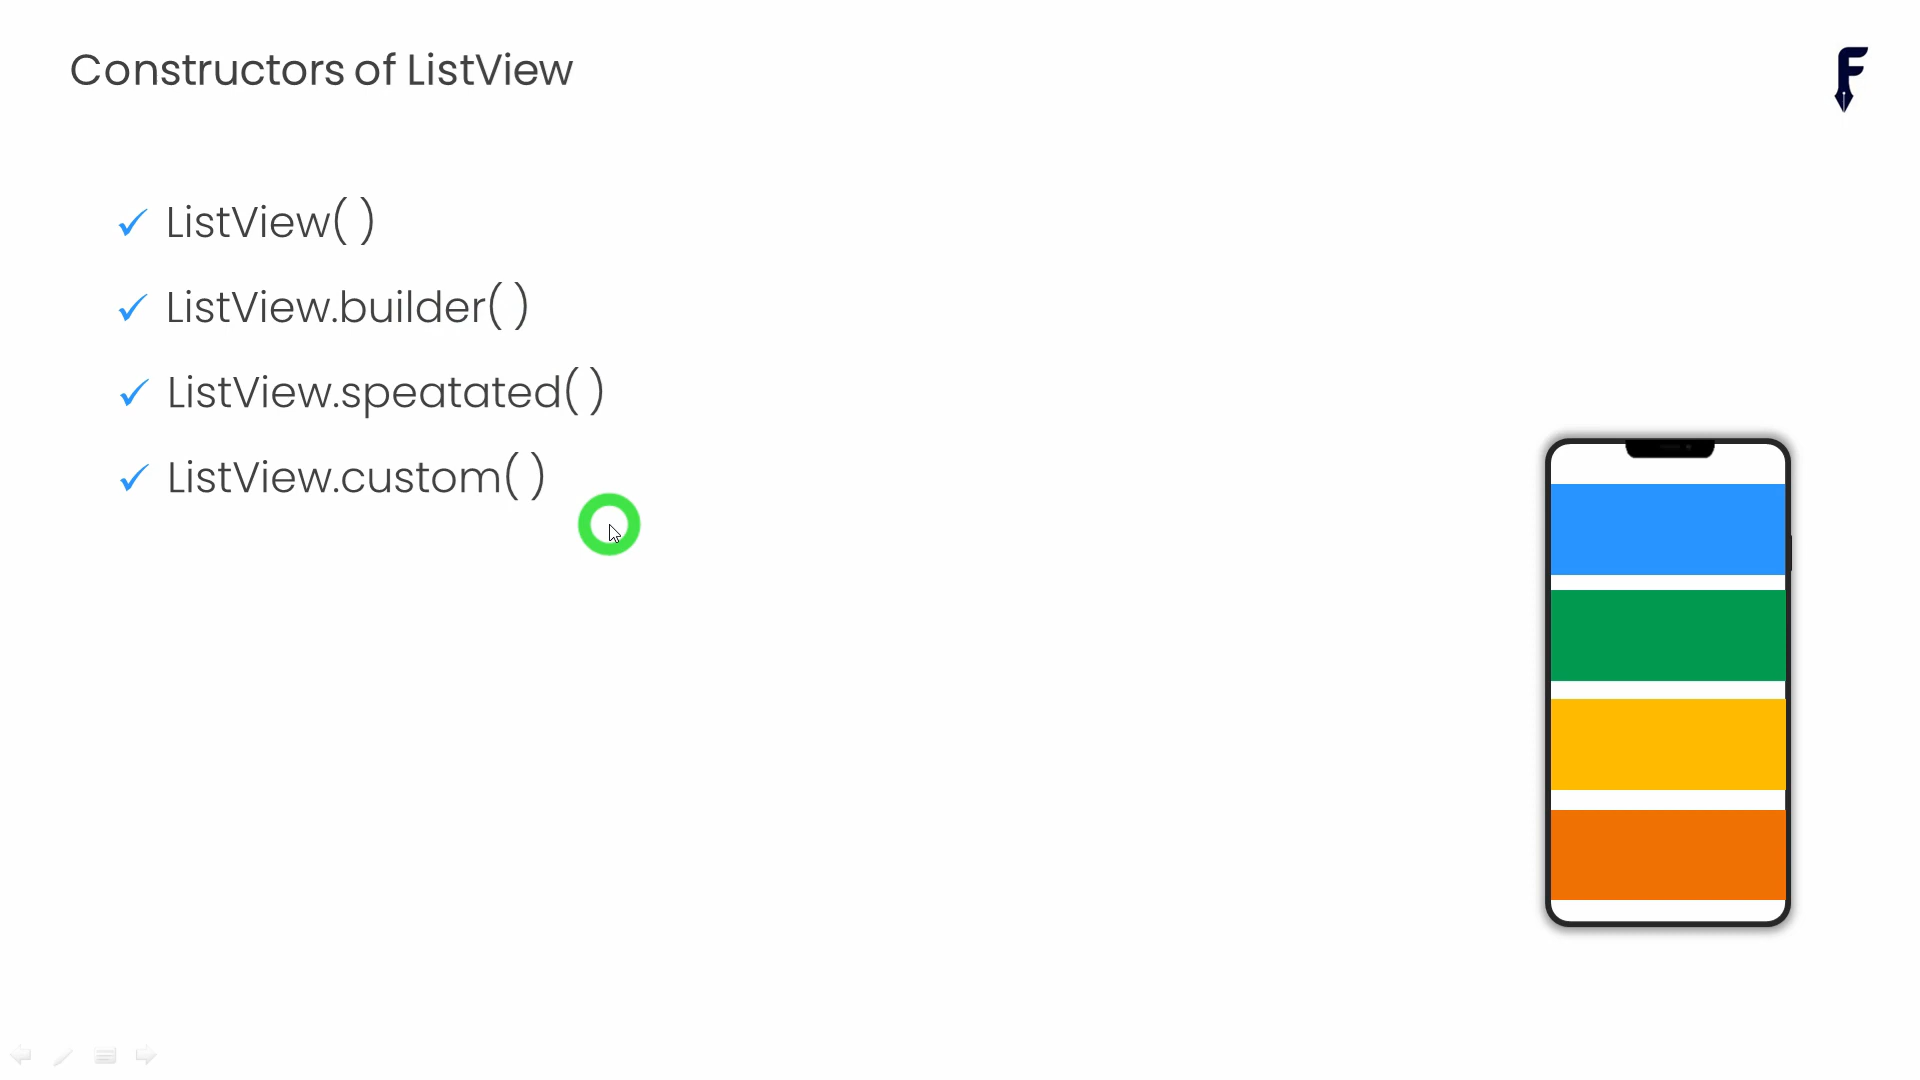 Constructors of ListView
ListView( )
ListView.builder( )
ListView.speatated( )
ListView.custom( )